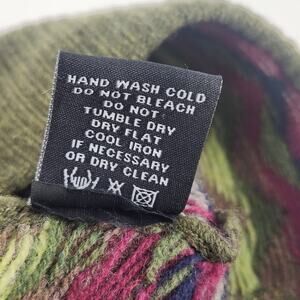 HAND WASH COLD
DO NOT BLEACH
DO NOT
TUMBLE DRY
DRY FLAT
COOL IRON
IF NECESSARY
OR DRY CLEAN